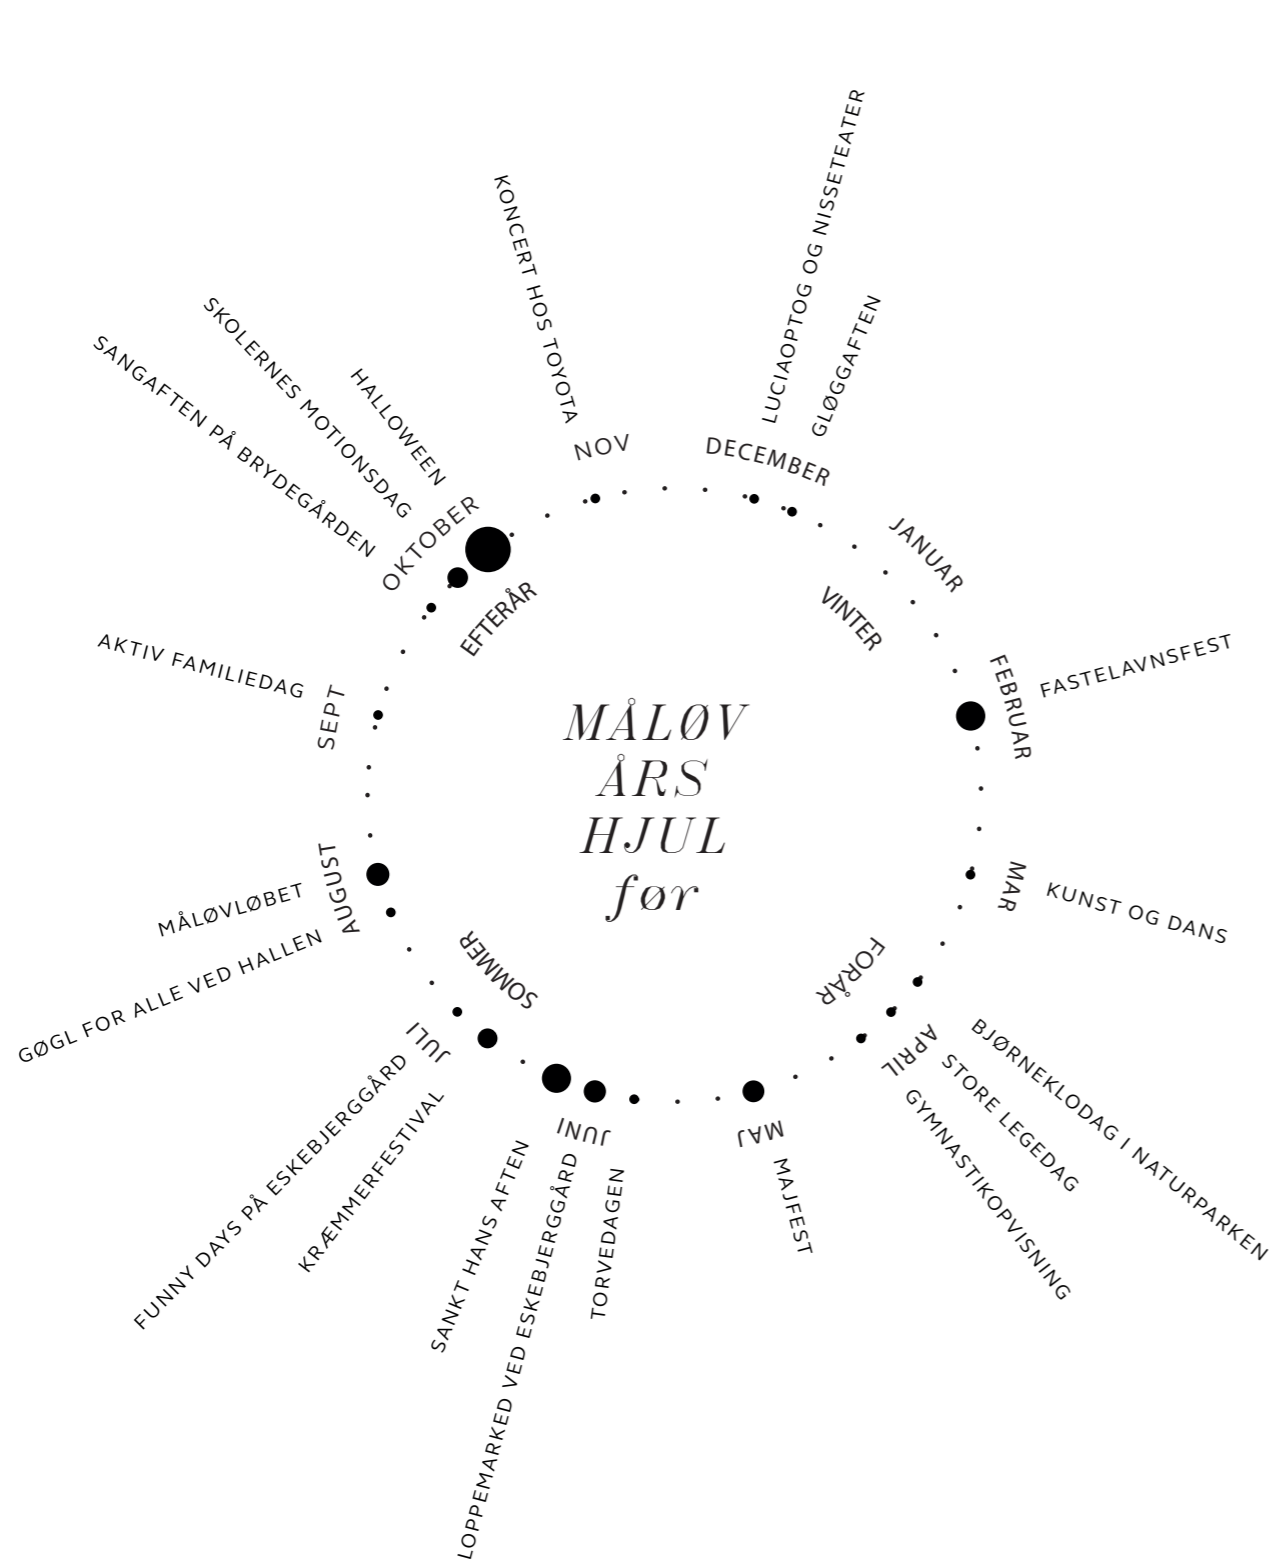 MÅLØV
ÅRS
HJUL
før
VINTER
JANUAR
FEBRUAR
FASTELAVNSFEST
MAR
KUNST OG DANS
FORÅR
APRIL
BJØRNEKLODAG I NATURPARKEN
STORE LEGEDAG
GYMNASTIKOPVISNING
MAJ
MAJFEST
JUNI
TORVEDAGEN
LOPPEMARKED VED ESKEBJERGGÅRD
SANKT HANS AFTEN
SOMMER
JULI
KRÆMMERFESTIVAL
FUNNY DAYS PÅ ESKEBJERGGÅRD
AUGUST
GØGL FOR ALLE VED HALLEN
MÅLØVLØBET
SEPT
AKTIV FAMILIEDAG
EFTERÅR
OKTOBER
SANGAFTEN PÅ BRYDEGÅRDEN
SKOLERNES MOTIONSDAG
HALLOWEEN
NOV
KONCERT HOS TOYOTA
DECEMBER
LUCIAOPTOG OG NISSETEATER
GLØGGAFTEN